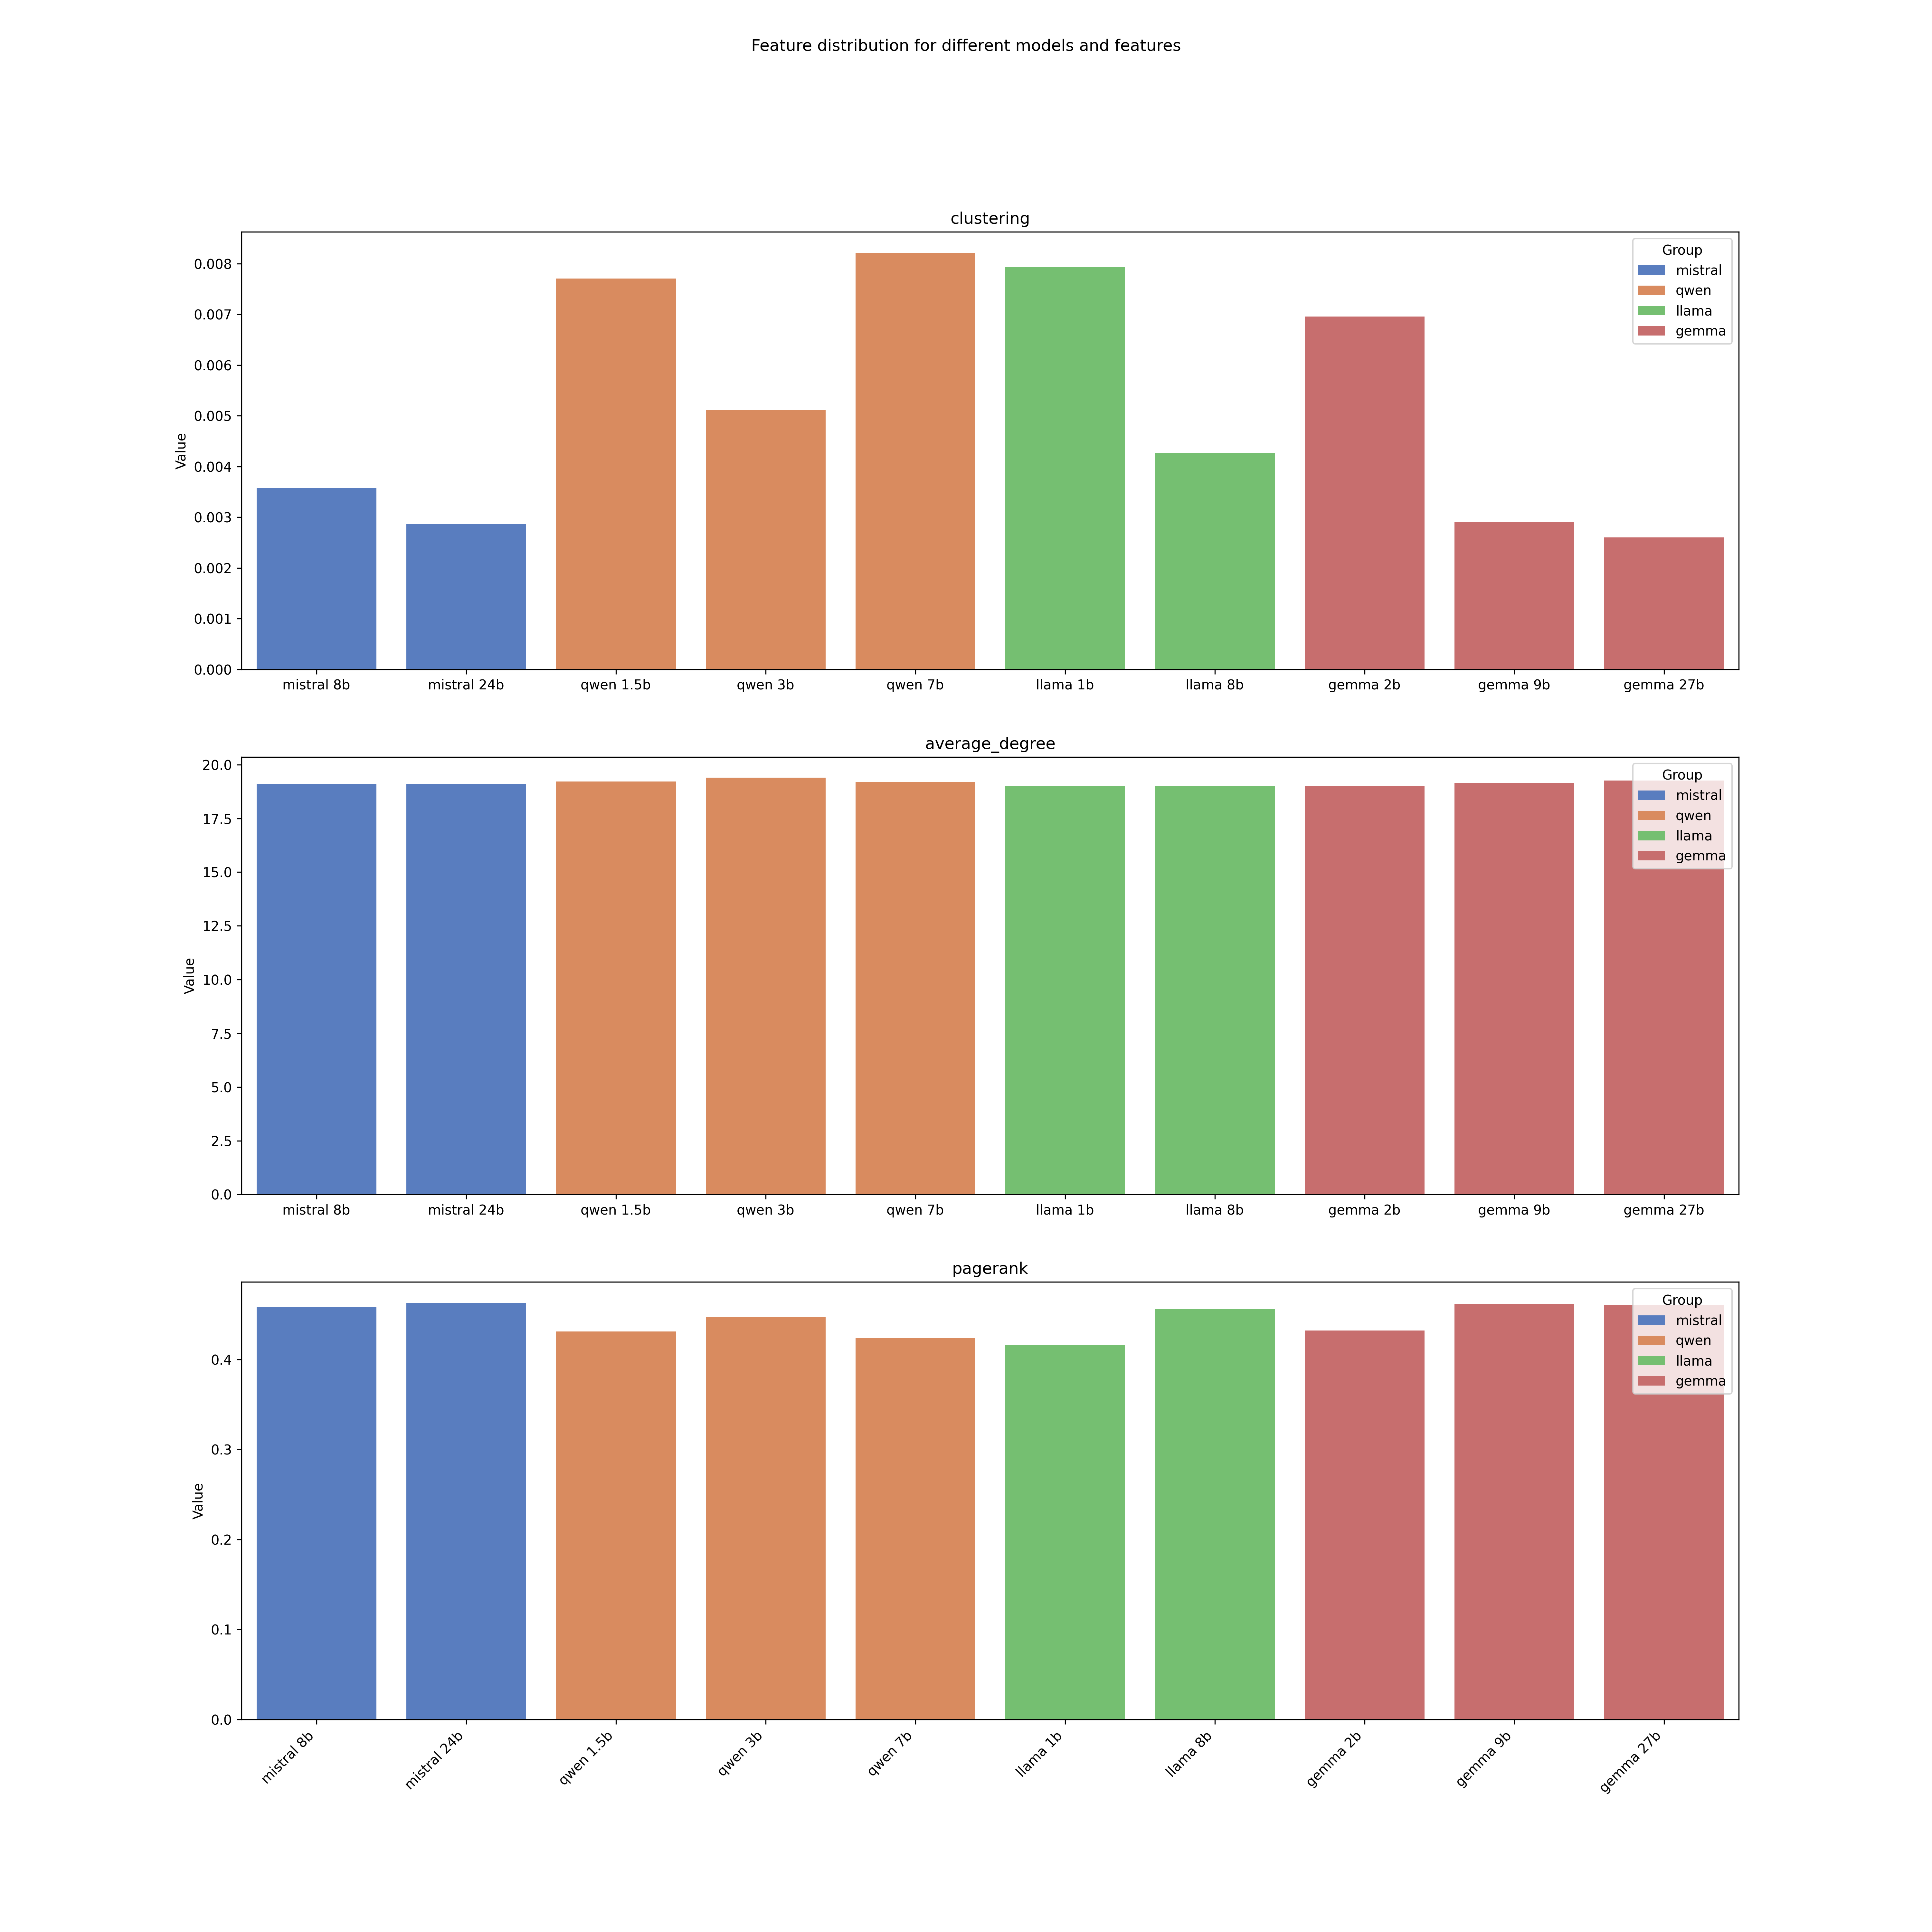 Feature distribution for different models and features
clustering
Value
0.008
0.007
0.006
0.005
0.004
0.003
0.002
0.001
0.000
Group
mistral
qwen
llama
gemma
mistral 8b
mistral 24b
qwen 1.5b
qwen 3b
qwen 7b
llama 1b
llama 8b
gemma 2b
gemma 9b
gemma 27b
average_degree
Value
20.0
17.5
15.0
12.5
10.0
7.5
5.0
2.5
0.0
Group
mistral
qwen
llama
gemma
mistral 8b
mistral 24b
qwen 1.5b
qwen 3b
qwen 7b
llama 1b
llama 8b
gemma 2b
gemma 9b
gemma 27b
pagerank
Value
0.4
0.3
0.2
0.1
0.0
Group
mistral
qwen
llama
gemma
mistral 8b
mistral 24b
qwen 1.5b
qwen 3b
qwen 7b
llama 1b
llama 8b
gemma 2b
gemma 9b
gemma 27b